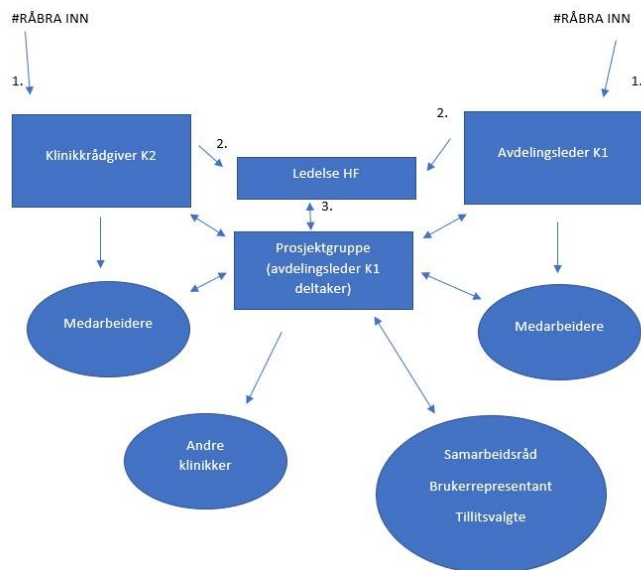 #RÅBRA INN
#RÅBRA INN
1.
1.
2.
2.
Klinikkrådgiver K2
Avdelingsleder K1
Ledelse HF
3.
Prosjektgruppe
(avdelingsleder K1
deltaker)
Medarbeidere
Medarbeidere
Andre
klinikker
Samarbeidsråd
Brukerrepresentant
Tillitsvalgte